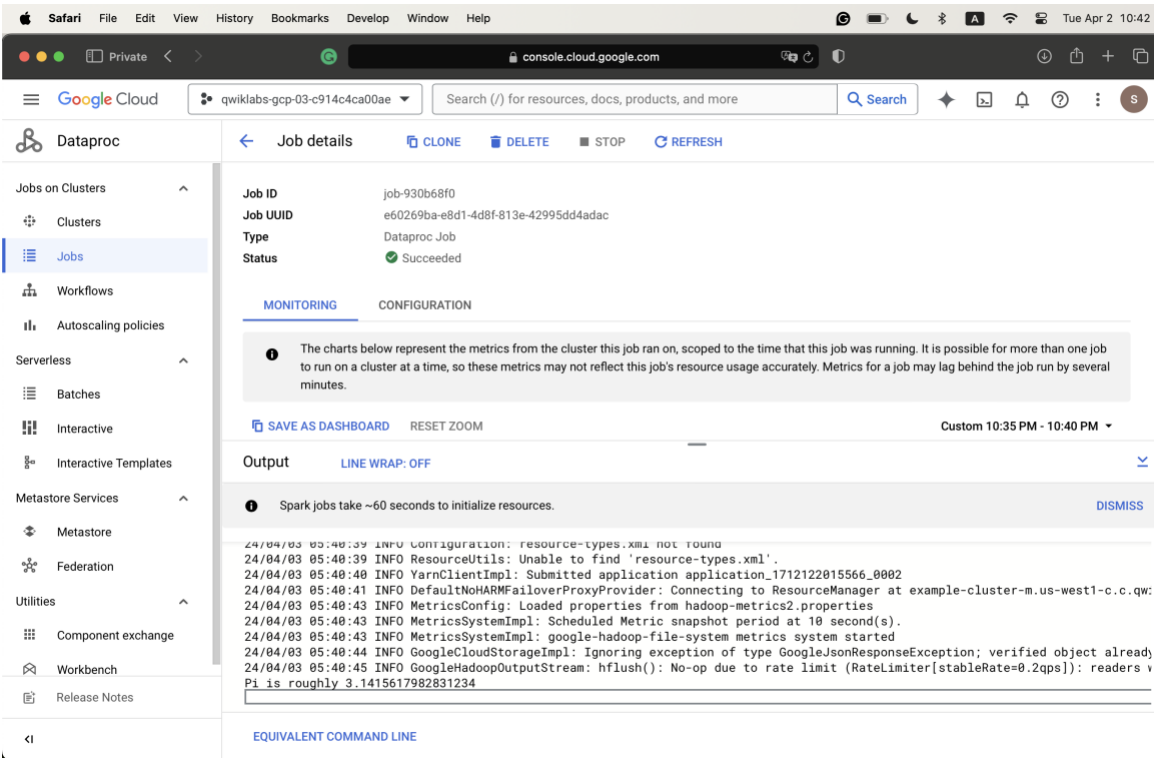 Safari File Edit View History Bookmarks Develop Window Help A Tue Apr 2 10:42
Private console.cloud.google.com
Google Cloud qwiklabs-gcp-03-c914c4ca00ae Search (/) for resources, docs, products, and more Search S
Dataproc
Jobs on Clusters
Clusters
Jobs
Workflows
Autoscaling policies
Serverless
Batches
Interactive
Interactive Templates
Metastore Services
Metastore
Federation
Utilities
Component exchange
Workbench
Release Notes
Job details CLONE DELETE STOP REFRESH
Job ID job-930b68f0
Job UUID e60269ba-e8d1-4d8f-813e-42995dd4adac
Type Dataproc Job
Status Succeeded
MONITORING CONFIGURATION
The charts below represent the metrics from the cluster this job ran on, scoped to the time that this job was running. It is possible for more than one job
to run on a cluster at a time, so these metrics may not reflect this job's resource usage accurately. Metrics for a job may lag behind the job run by several
minutes.
SAVE AS DASHBOARD RESET ZOOM Custom 10:35 PM - 10:40 PM
Output LINE WRAP: OFF
Spark jobs take ~60 seconds to initialize resources. DISMISS
24/04/03 05:40:39 INFO Configuration: resource-types.xml not found
24/04/03 05:40:39 INFO ResourceUtils: Unable to find 'resource-types.xml'.
24/04/03 05:40:40 INFO YarnClientImpl: Submitted application application_1712122015566_0002
24/04/03 05:40:41 INFO DefaultNoHARMFailoverProxyProvider: Connecting to ResourceManager at example-cluster-m.us-west1-c.c.qwi
24/04/03 05:40:43 INFO MetricsConfig: Loaded properties from hadoop-metrics2.properties
24/04/03 05:40:43 INFO MetricsSystemImpl: Scheduled Metric snapshot period at 10 second(s).
24/04/03 05:40:43 INFO MetricsSystemImpl: google-hadoop-file-system metrics system started
24/04/03 05:40:44 INFO GoogleCloudStorageImpl: Ignoring exception of type GoogleJsonResponseException; verified object already
24/04/03 05:40:45 INFO GoogleHadoopOutputStream: hflush(): No-op due to rate limit (RateLimiter[stableRate=0.2qps]): readers
Pi is roughly 3.1415617982831234
EQUIVALENT COMMAND LINE